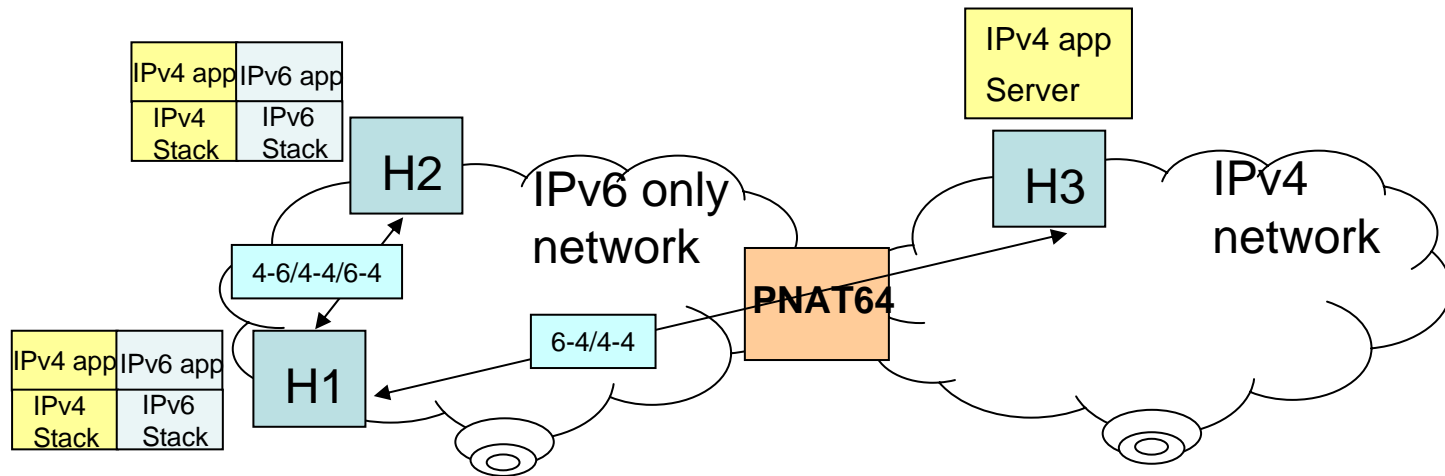 IPv4 app
Server
IPv4 app
IPv6 app
IPv4
Stack
IPv6
Stack
H2
IPv6 only
network
H3
IPv4
network
4-6/4-4/6-4
PNAT64
6-4/4-4
IPv4 app
IPv6 app
IPv4
Stack
IPv6
Stack
H1